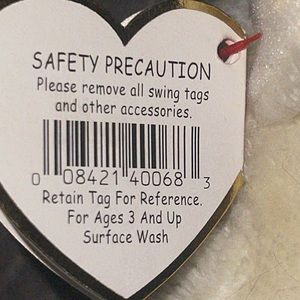 SAFETY PRECAUTION
Please remove all swing tags
and other accessories.
0 08421 40068 3
Retain Tag For Reference.
For Ages 3 And Up
Surface Wash